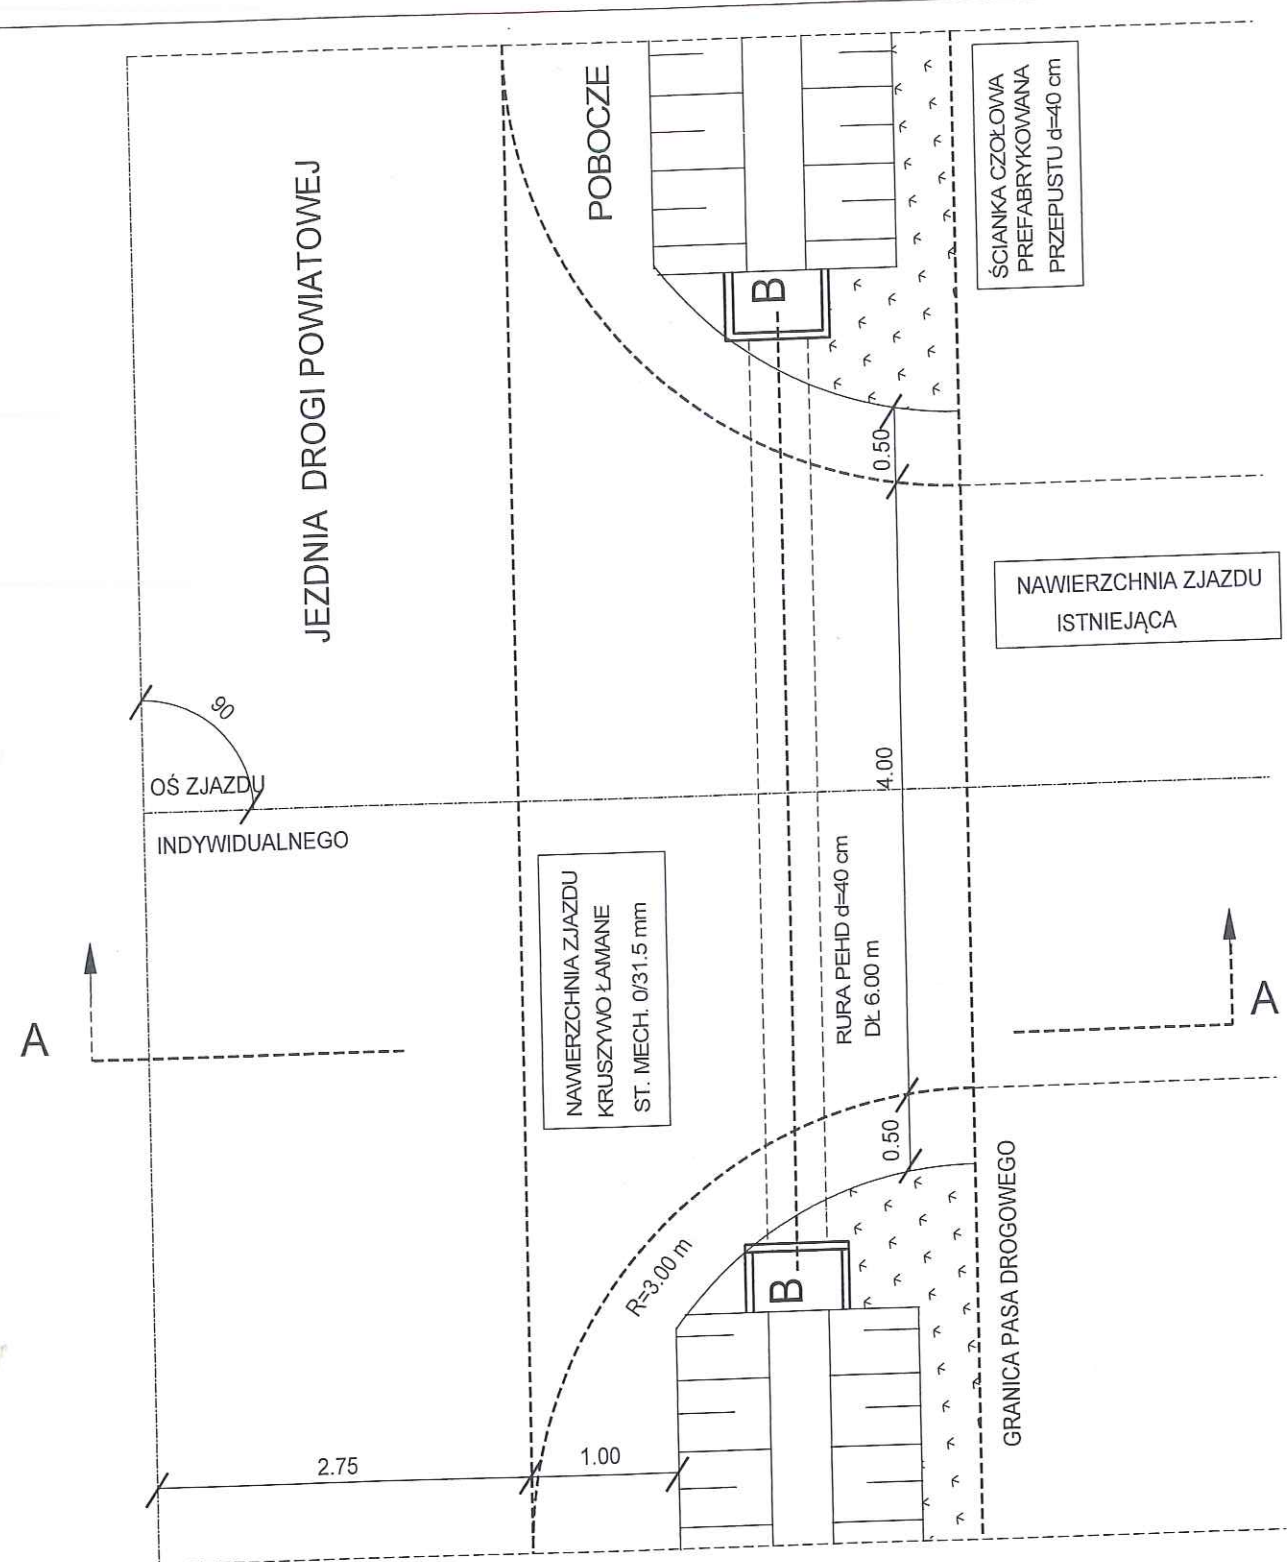 POBOCZE
ŚCIANKA CZOŁOWA
PREFABRYKOWANA
PRZEPUSTU d=40 cm
JEZDNIA DROGI POWIATOWEJ
B
0.50
NAWIERZCHNIA ZJAZDU
ISTNIEJĄCA
90
OŚ ZJAZDU
INDYWIDUALNEGO
4.00
NAWIERZCHNIA ZJAZDU
KRUSZYWO ŁAMANE
ST. MECH. 0/31.5 mm
RURA PEHD d=40 cm
DŁ 6.00 m
A
A
0.50
GRANICA PASA DROGOWEGO
R=3.00 m
B
2.75
1.00